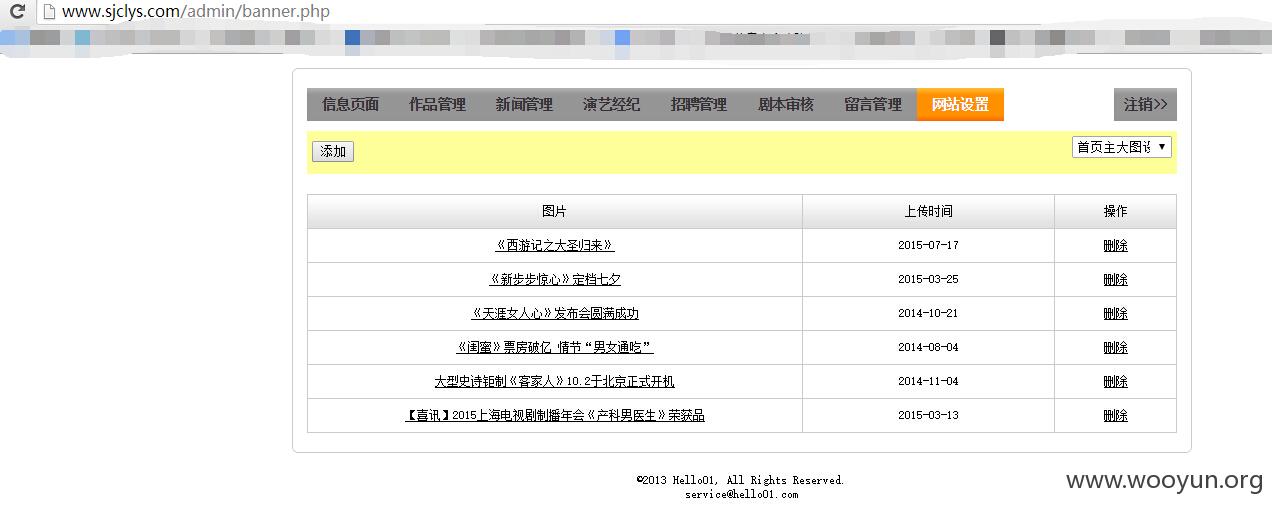 www.sjclys.com/admin/banner.php
信息页面 作品管理 新闻管理 演艺经纪 招聘管理 剧本审核 留言管理 网站设置 注销>>
添加 首页主大图设
图片 上传时间 操作
《西游记之大圣归来》 2015-07-17 删除
《新步步惊心》定档七夕 2015-03-25 删除
《天涯女人心》发布会圆满成功 2014-10-21 删除
《闺蜜》票房破亿 情节“男女通吃” 2014-08-04 删除
大型史诗钜制《客家人》10.2于北京正式开机 2014-11-04 删除
【喜讯】2015上海电视剧制播年会《产科男医生》荣获品 2015-03-13 删除
©2013 Hello01, All Rights Reserved.
service@hello01.com
www.wooyun.org